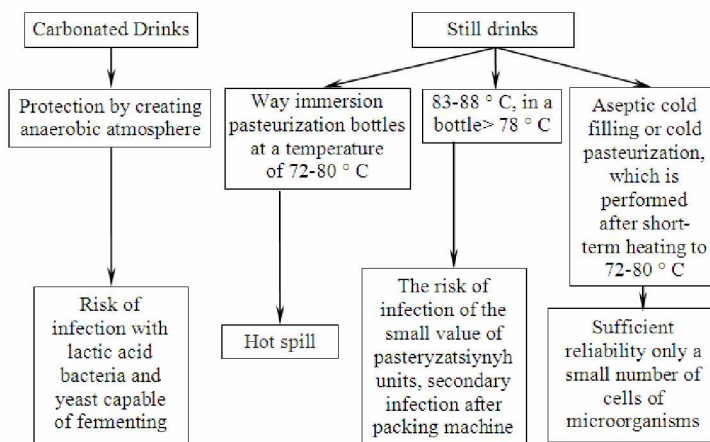 Carbonated Drinks
Still drinks
Protection by creating
anaerobic atmosphere
Way immersion
pasteurization bottles
at a temperature
of 72-80 ° C
83-88 ° C, in a
bottle> 78 ° C
Aseptic cold
filling or cold
pasteurization,
which is
performed
after short-
term heating to
72-80 ° C
Risk of
infection with
lactic acid
bacteria and
yeast capable
of fermenting
Hot spill
The risk of
infection of the
small value of
pasteryzatsiynyh
units, secondary
infection after
packing machine
Sufficient
reliability only a
small number of
cells of
microorganisms